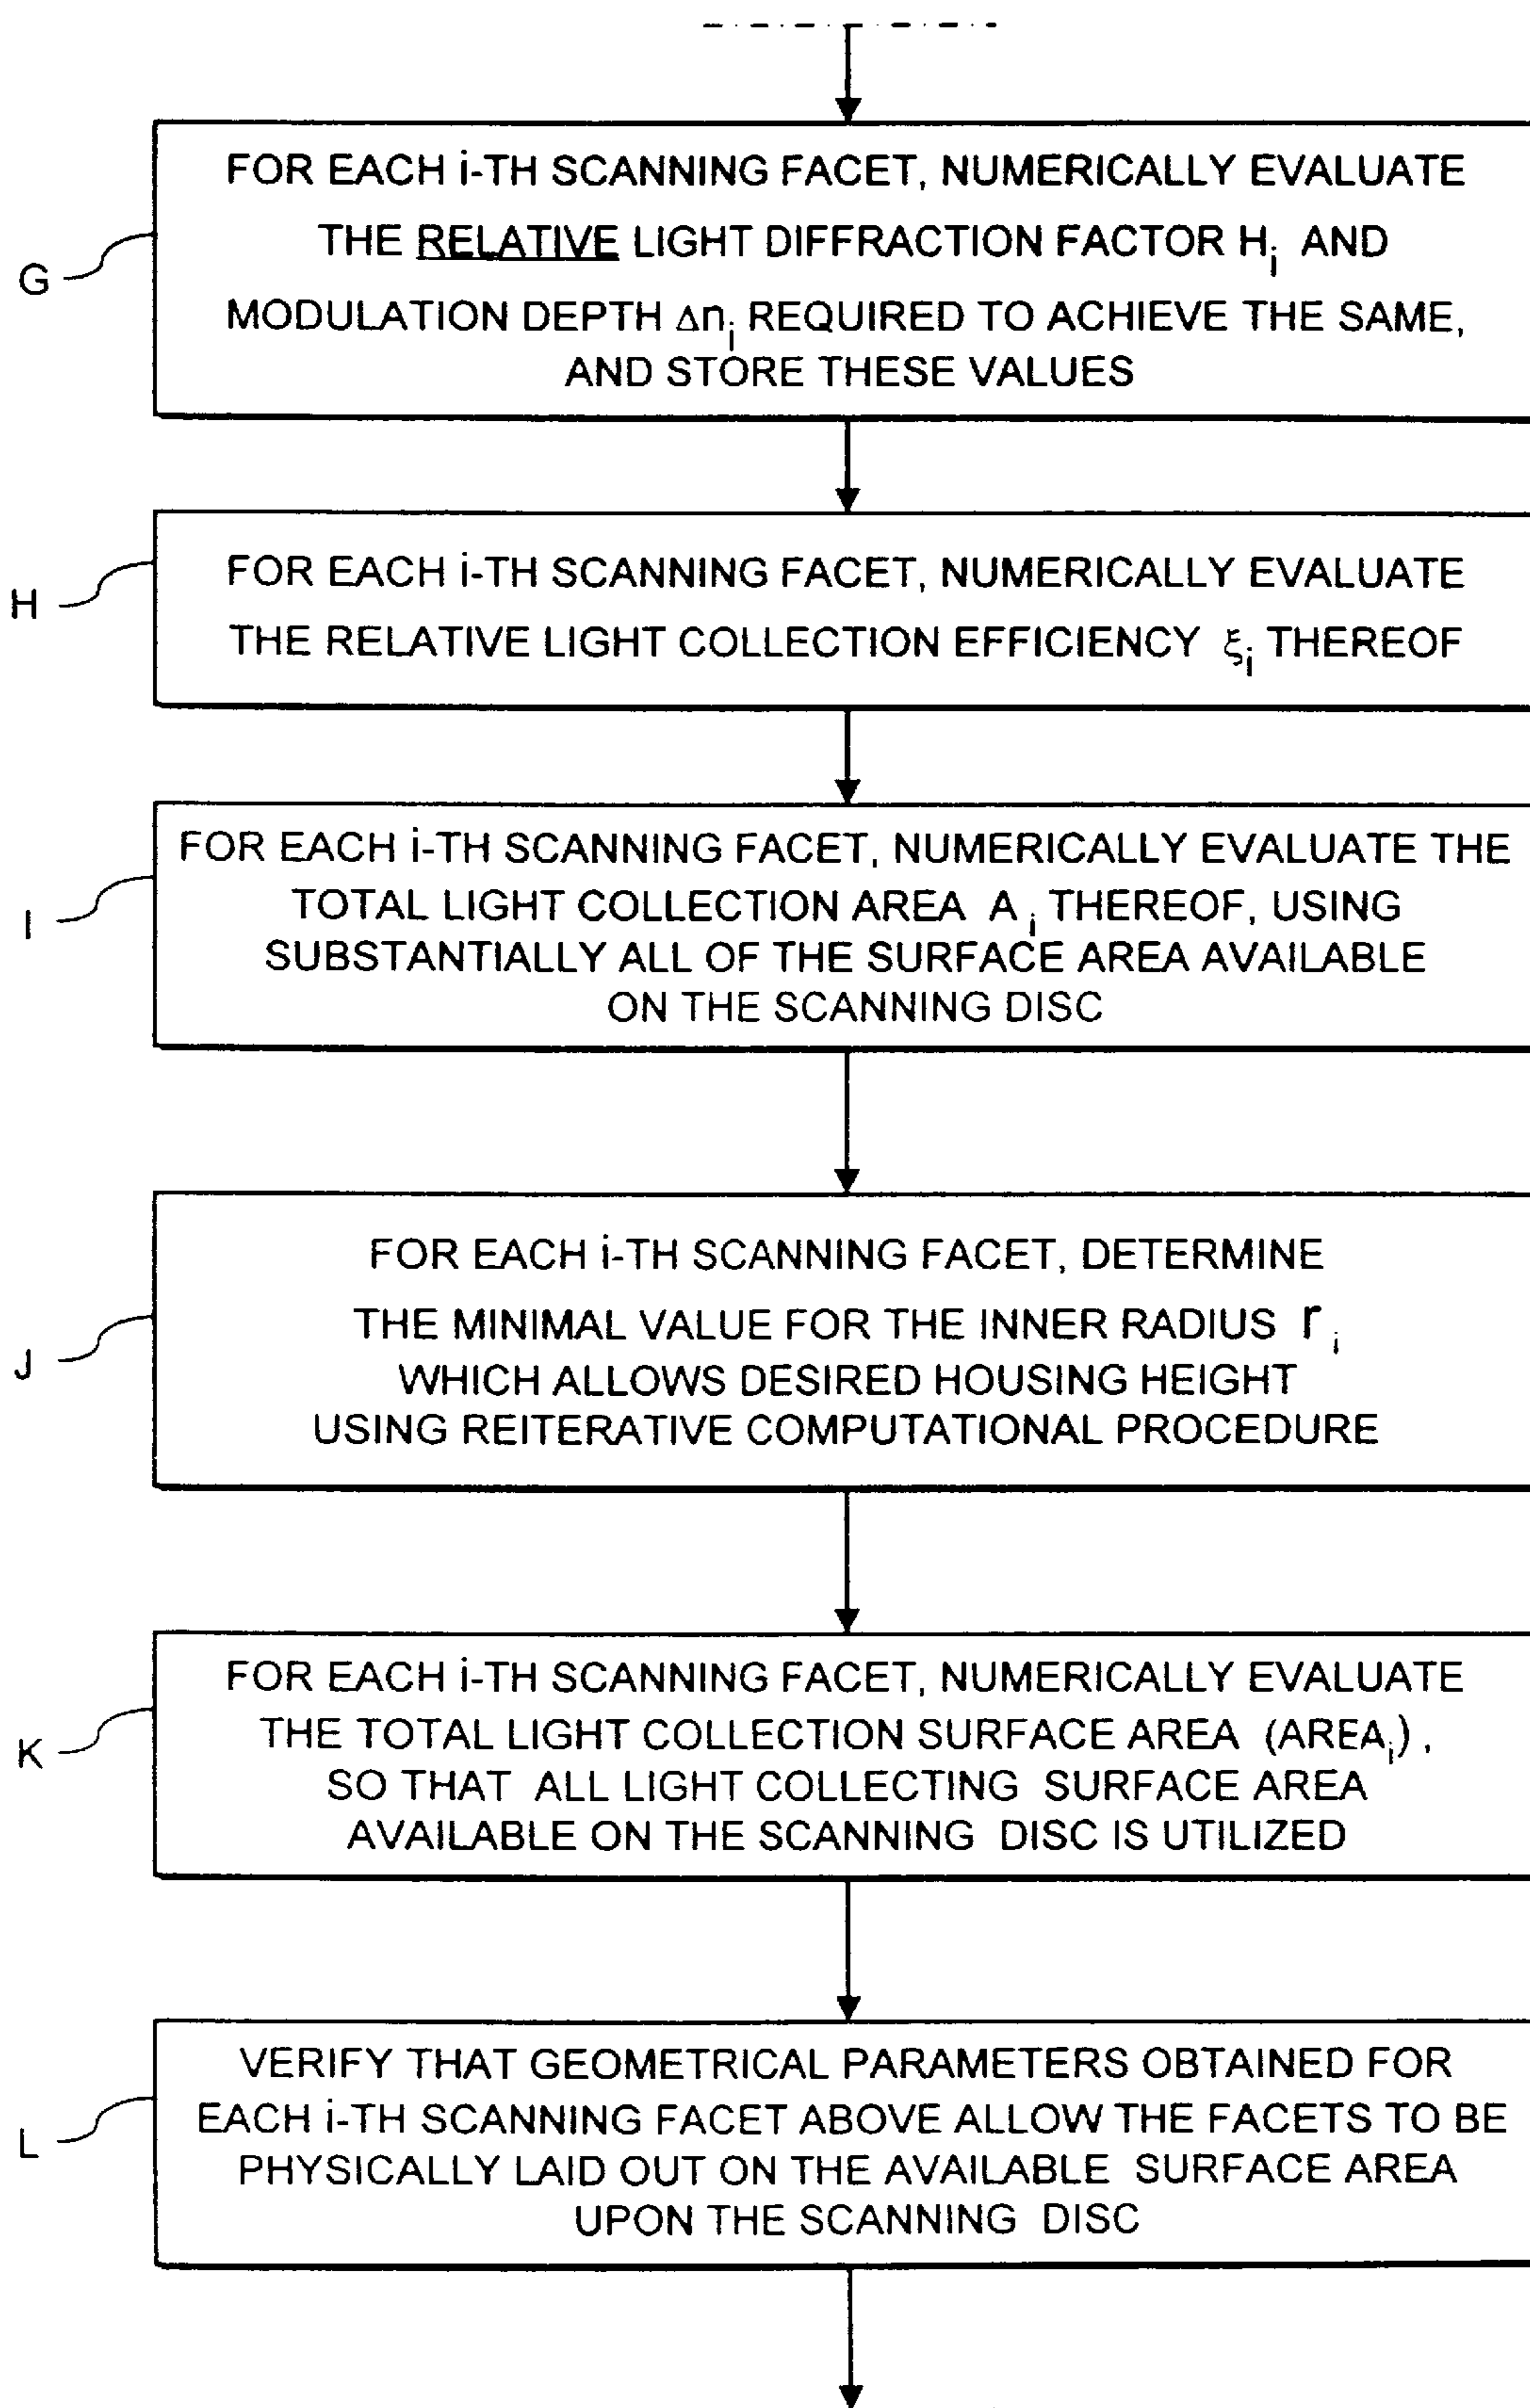 FOR EACH i-TH SCANNING FACET, NUMERICALLY EVALUATE
THE RELATIVE LIGHT DIFFRACTION FACTOR Hi AND
MODULATION DEPTH Δni REQUIRED TO ACHIEVE THE SAME,
AND STORE THESE VALUES
G
FOR EACH i-TH SCANNING FACET, NUMERICALLY EVALUATE
THE RELATIVE LIGHT COLLECTION EFFICIENCY ξi THEREOF
H
FOR EACH i-TH SCANNING FACET, NUMERICALLY EVALUATE THE
TOTAL LIGHT COLLECTION AREA Ai THEREOF, USING
SUBSTANTIALLY ALL OF THE SURFACE AREA AVAILABLE
ON THE SCANNING DISC
I
FOR EACH i-TH SCANNING FACET, DETERMINE
THE MINIMAL VALUE FOR THE INNER RADIUS ri
WHICH ALLOWS DESIRED HOUSING HEIGHT
USING REITERATIVE COMPUTATIONAL PROCEDURE
J
FOR EACH i-TH SCANNING FACET, NUMERICALLY EVALUATE
THE TOTAL LIGHT COLLECTION SURFACE AREA (AREAi),
SO THAT ALL LIGHT COLLECTING SURFACE AREA
AVAILABLE ON THE SCANNING DISC IS UTILIZED
K
VERIFY THAT GEOMETRICAL PARAMETERS OBTAINED FOR
EACH i-TH SCANNING FACET ABOVE ALLOW THE FACETS TO BE
PHYSICALLY LAID OUT ON THE AVAILABLE SURFACE AREA
UPON THE SCANNING DISC
L